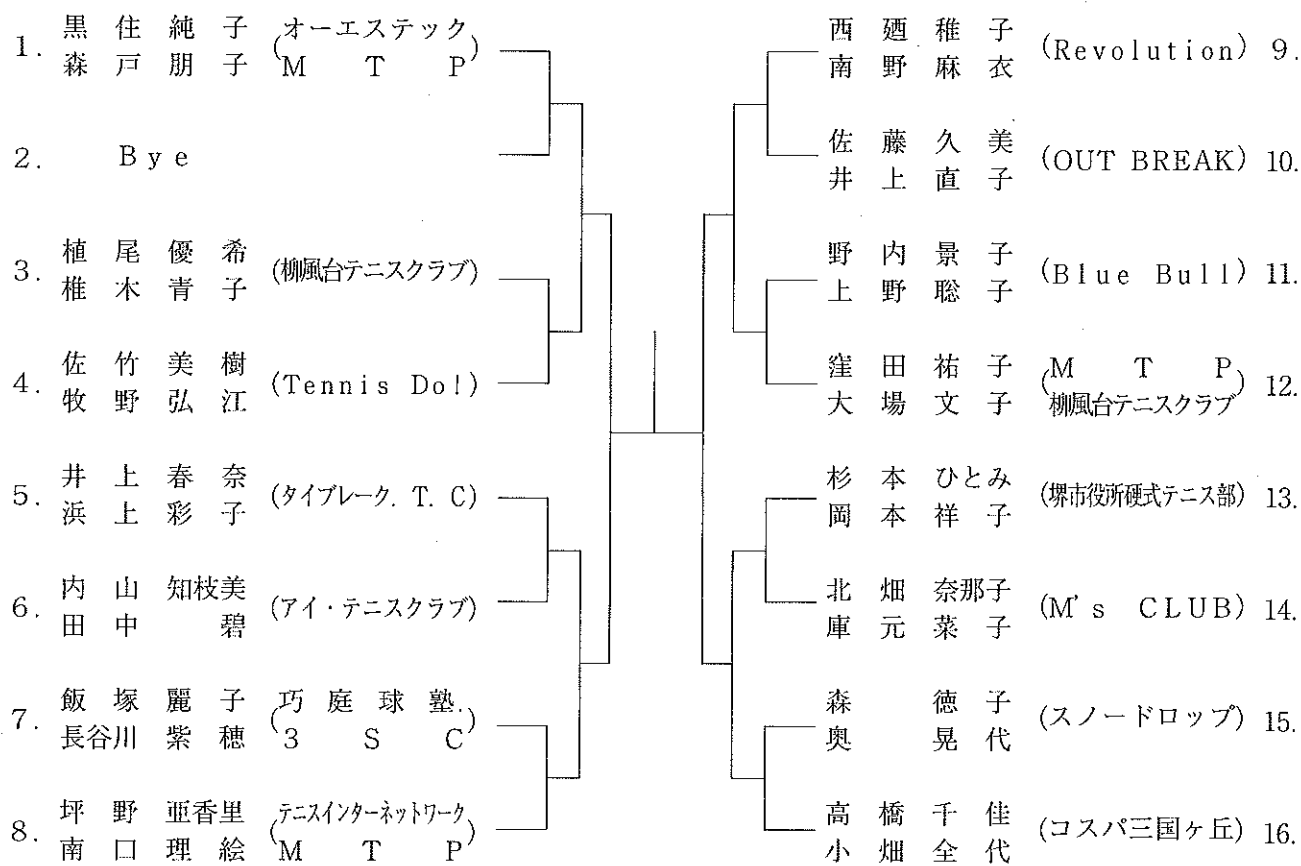 1. 黒住純子 (オーエステック
森戸朋子 MTP)
2. Bye
3. 植尾優希 (柳風台テニスクラブ)
椎木青子
4. 佐竹美樹 (Tennis Do!)
牧野弘江
5. 井上春奈 (タイブレーク.T.C)
浜上彩子
6. 内山知枝美 (アイ・テニスクラブ)
田中碧
7. 飯塚麗子 (巧庭球塾.
長谷川紫穂 3SC)
8. 坪野亜香里 (テニスインターネットワーク
南口理絵 MTP)
西廼稚子 (Revolution) 9.
南野麻衣
佐藤久美 (OUT BREAK) 10.
井上直子
野内景子 (Blue Bull) 11.
上野聡子
窪田祐子 (MTP
大場文子 柳風台テニスクラブ) 12.
杉本ひとみ (堺市役所硬式テニス部) 13.
岡本祥子
北畑奈那子 (M's CLUB) 14.
庫元菜子
森徳子 (スノードロップ) 15.
奥晃代
高橋千佳 (コスパ三国ヶ丘) 16.
小畑全代